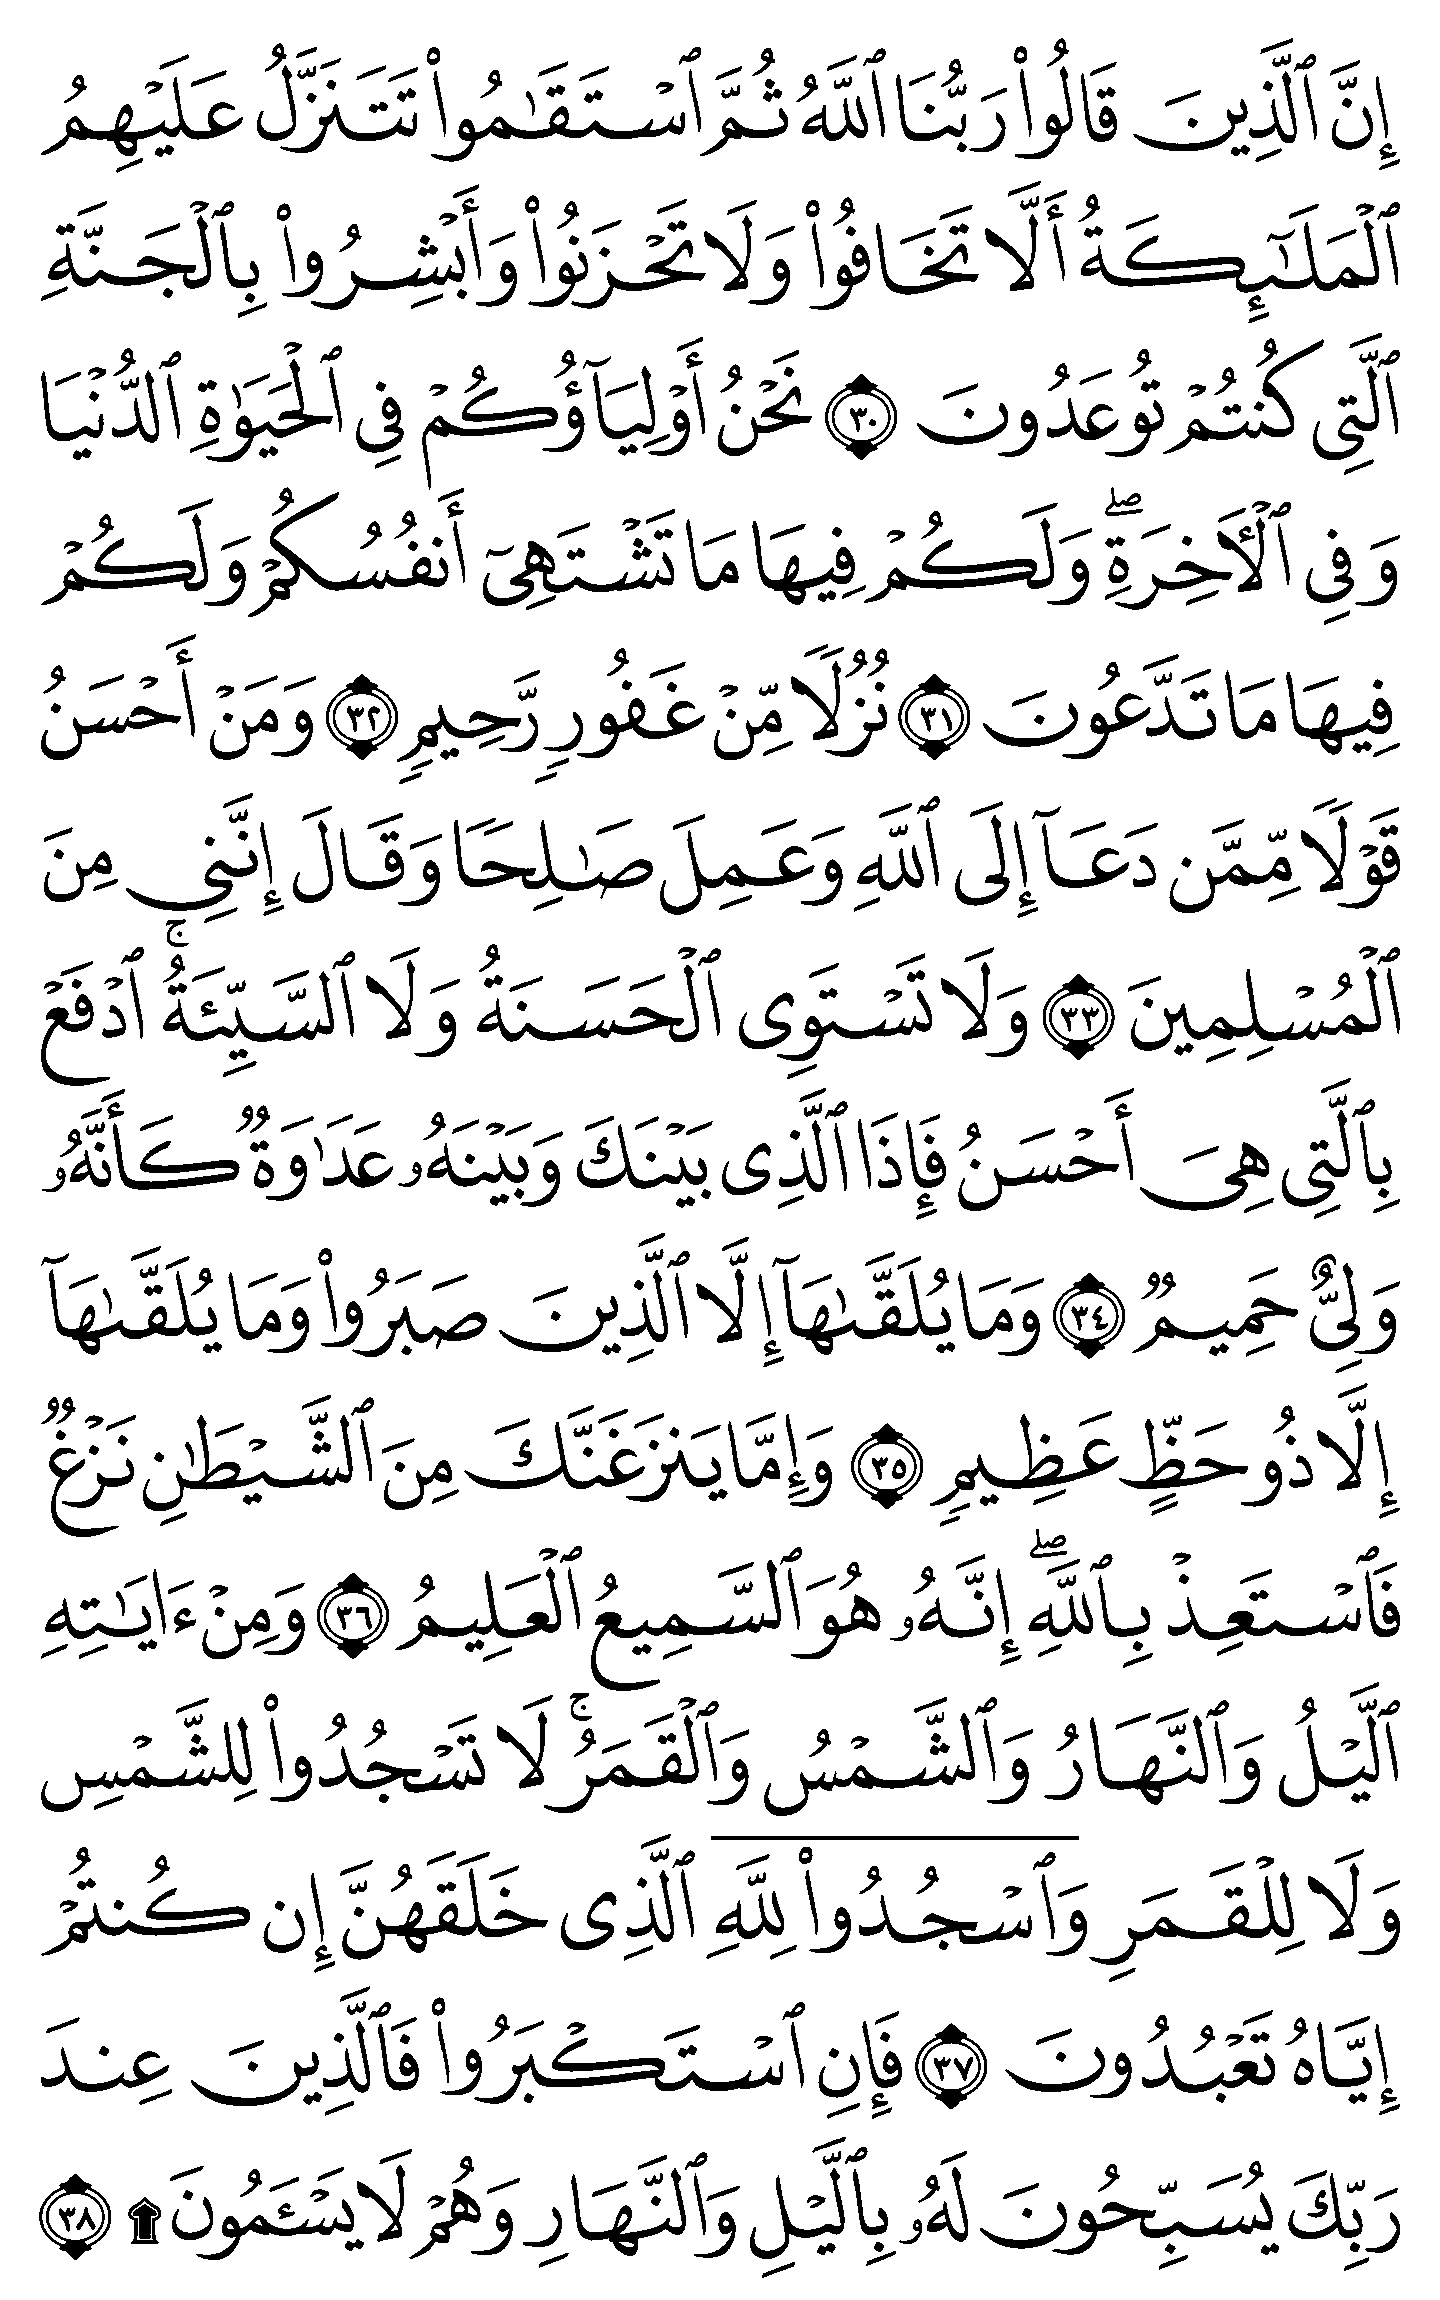 إِنَّ ٱلَّذِينَ قَالُوا۟ رَبُّنَا ٱللَّهُ ثُمَّ ٱسْتَقَـٰمُوا۟ تَتَنَزَّلُ عَلَيْهِمُ
ٱلْمَلَـٰٓئِكَةُ أَلَّا تَخَافُوا۟ وَلَا تَحْزَنُوا۟ وَأَبْشِرُوا۟ بِٱلْجَنَّةِ
ٱلَّتِى كُنتُمْ تُوعَدُونَ ٣٠ نَحْنُ أَوْلِيَآؤُكُمْ فِى ٱلْحَيَوٰةِ ٱلدُّنْيَا
وَفِى ٱلْـَٔاخِرَةِ ۖ وَلَكُمْ فِيهَا مَا تَشْتَهِىٓ أَنفُسُكُمْ وَلَكُمْ
فِيهَا مَا تَدَّعُونَ ٣١ نُزُلًا مِّنْ غَفُورٍ رَّحِيمٍ ٣٢ وَمَنْ أَحْسَنُ
قَوْلًا مِّمَّن دَعَآ إِلَى ٱللَّهِ وَعَمِلَ صَـٰلِحًا وَقَالَ إِنَّنِى مِنَ
ٱلْمُسْلِمِينَ ٣٣ وَلَا تَسْتَوِى ٱلْحَسَنَةُ وَلَا ٱلسَّيِّئَةُ ۚ ٱدْفَعْ
بِٱلَّتِى هِىَ أَحْسَنُ فَإِذَا ٱلَّذِى بَيْنَكَ وَبَيْنَهُۥ عَدَٰوَةٌ كَأَنَّهُۥ
وَلِىٌّ حَمِيمٌ ٣٤ وَمَا يُلَقَّىٰهَآ إِلَّا ٱلَّذِينَ صَبَرُوا۟ وَمَا يُلَقَّىٰهَآ
إِلَّا ذُو حَظٍّ عَظِيمٍ ٣٥ وَإِمَّا يَنزَغَنَّكَ مِنَ ٱلشَّيْطَـٰنِ نَزْغٌ
فَٱسْتَعِذْ بِٱللَّهِ ۖ إِنَّهُۥ هُوَ ٱلسَّمِيعُ ٱلْعَلِيمُ ٣٦ وَمِنْ ءَايَـٰتِهِ
ٱلَّيْلُ وَٱلنَّهَارُ وَٱلشَّمْسُ وَٱلْقَمَرُ ۚ لَا تَسْجُدُوا۟ لِلشَّمْسِ
وَلَا لِلْقَمَرِ وَٱسْجُدُوا۟ لِلَّهِ ٱلَّذِى خَلَقَهُنَّ إِن كُنتُمْ
إِيَّاهُ تَعْبُدُونَ ٣٧ فَإِنِ ٱسْتَكْبَرُوا۟ فَٱلَّذِينَ عِندَ
رَبِّكَ يُسَبِّحُونَ لَهُۥ بِٱلَّيْلِ وَٱلنَّهَارِ وَهُمْ لَا يَسْـَٔمُونَ ۩ ٣٨